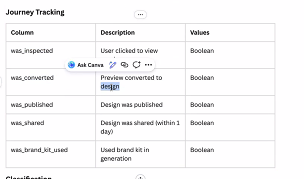 Journey Tracking
Column Description Values
was_inspected User clicked to view Boolean
Ask Canva
was_converted Preview converted to Boolean
design
was_published Design was published Boolean
was_shared Design was shared (within 1 Boolean
day)
was_brand_kit_used Used brand kit in Boolean
generation